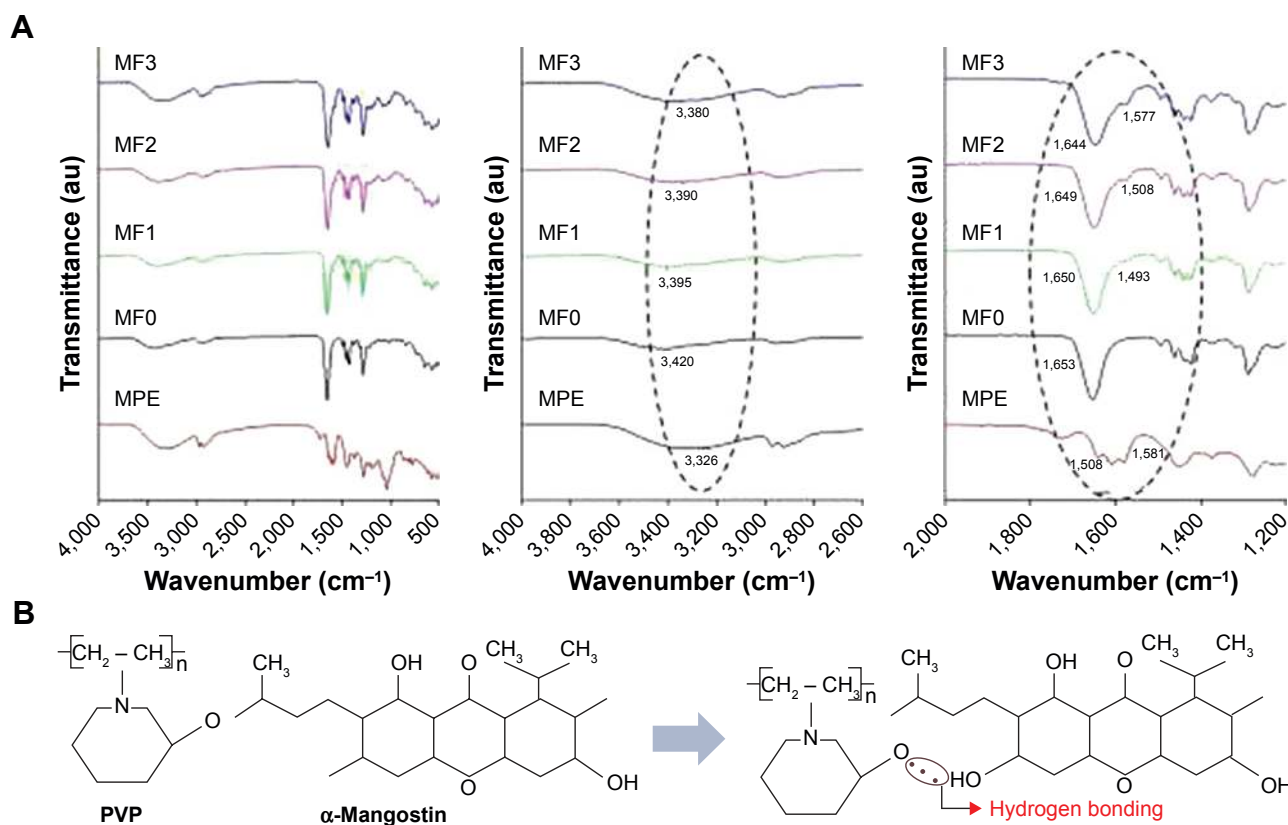 A
Transmittance (au)
MF3
MF2
MF1
MF0
MPE
4,000
3,500
3,000
2,500
2,000
1,500
1,000
500
Wavenumber (cm⁻¹)
Transmittance (au)
MF3
3,380
MF2
3,390
MF1
3,395
MF0
3,420
MPE
3,326
4,000
3,800
3,600
3,400
3,200
3,000
2,800
2,600
Wavenumber (cm⁻¹)
Transmittance (au)
MF3
1,644
1,577
MF2
1,649
1,508
MF1
1,650
1,493
MF0
1,653
MPE
1,508
1,581
2,000
1,800
1,600
1,400
1,200
Wavenumber (cm⁻¹)
B
[CH₂ – CH₃]n
N
O
PVP
CH₃
OH
O
CH₃
CH₃
O
OH
α-Mangostin
[CH₂ – CH₃]n
N
O
CH₃
OH
O
CH₃
CH₃
HO
O
OH
Hydrogen bonding